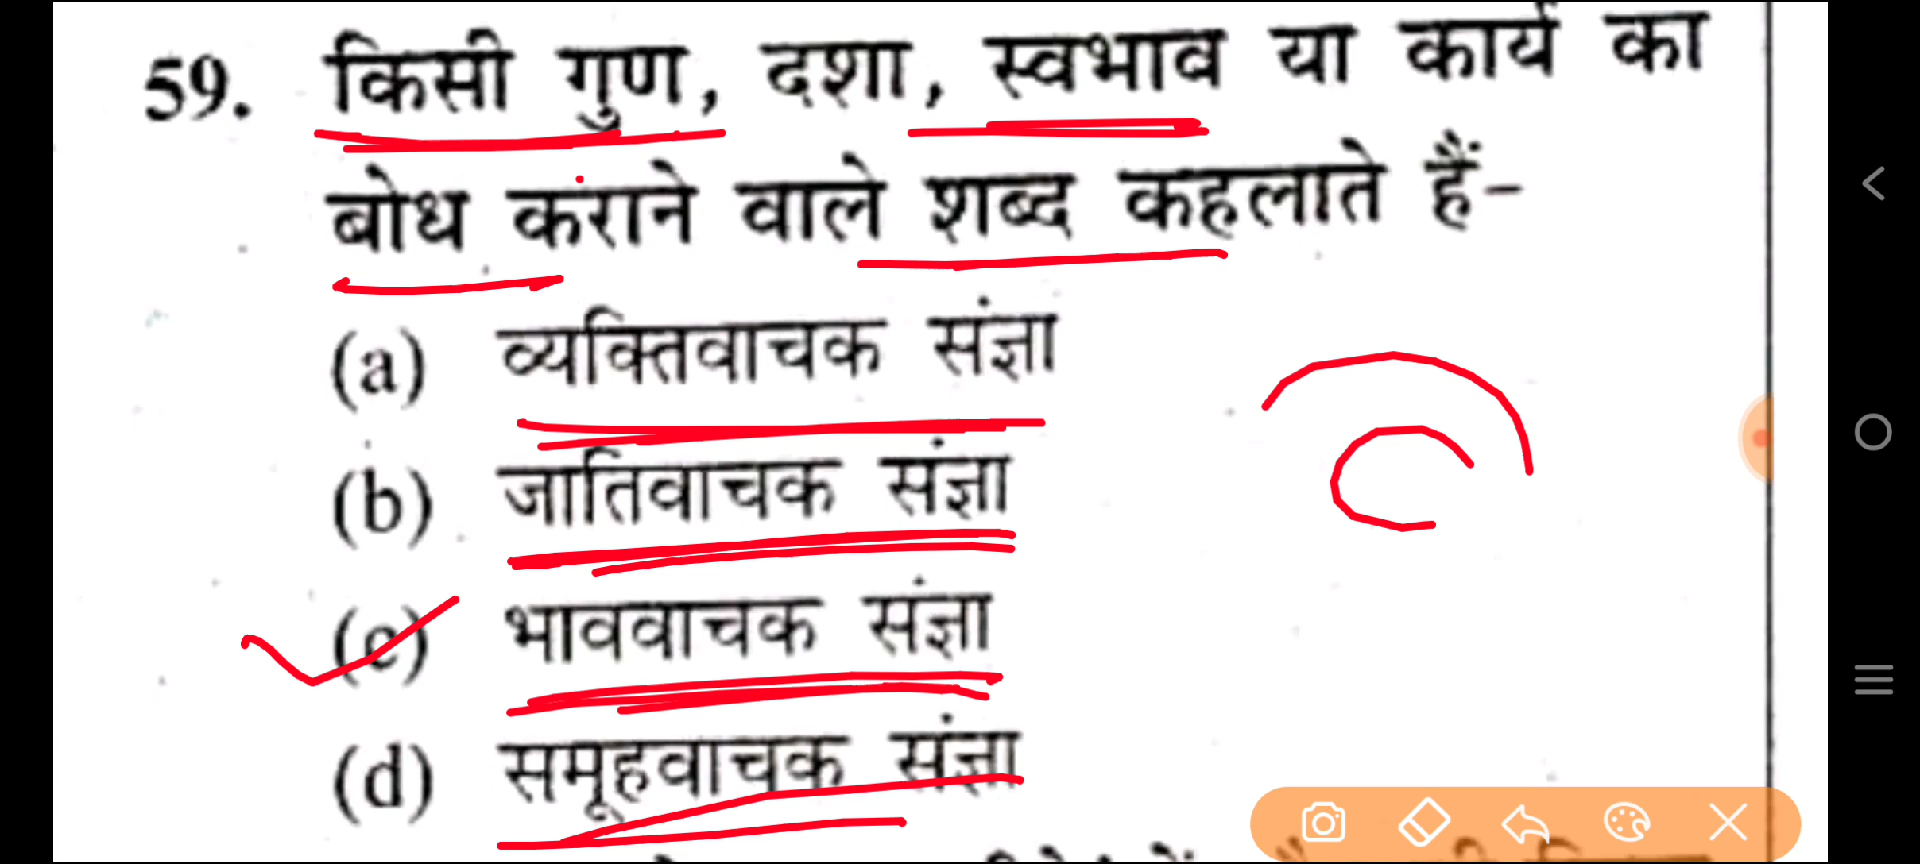 59. किसी गुण, दशा, स्वभाव या कार्य का
बोध कराने वाले शब्द कहलाते हैं-
(a) व्यक्तिवाचक संज्ञा
(b) जातिवाचक संज्ञा
(c) भाववाचक संज्ञा
(d) समूहवाचक संज्ञा